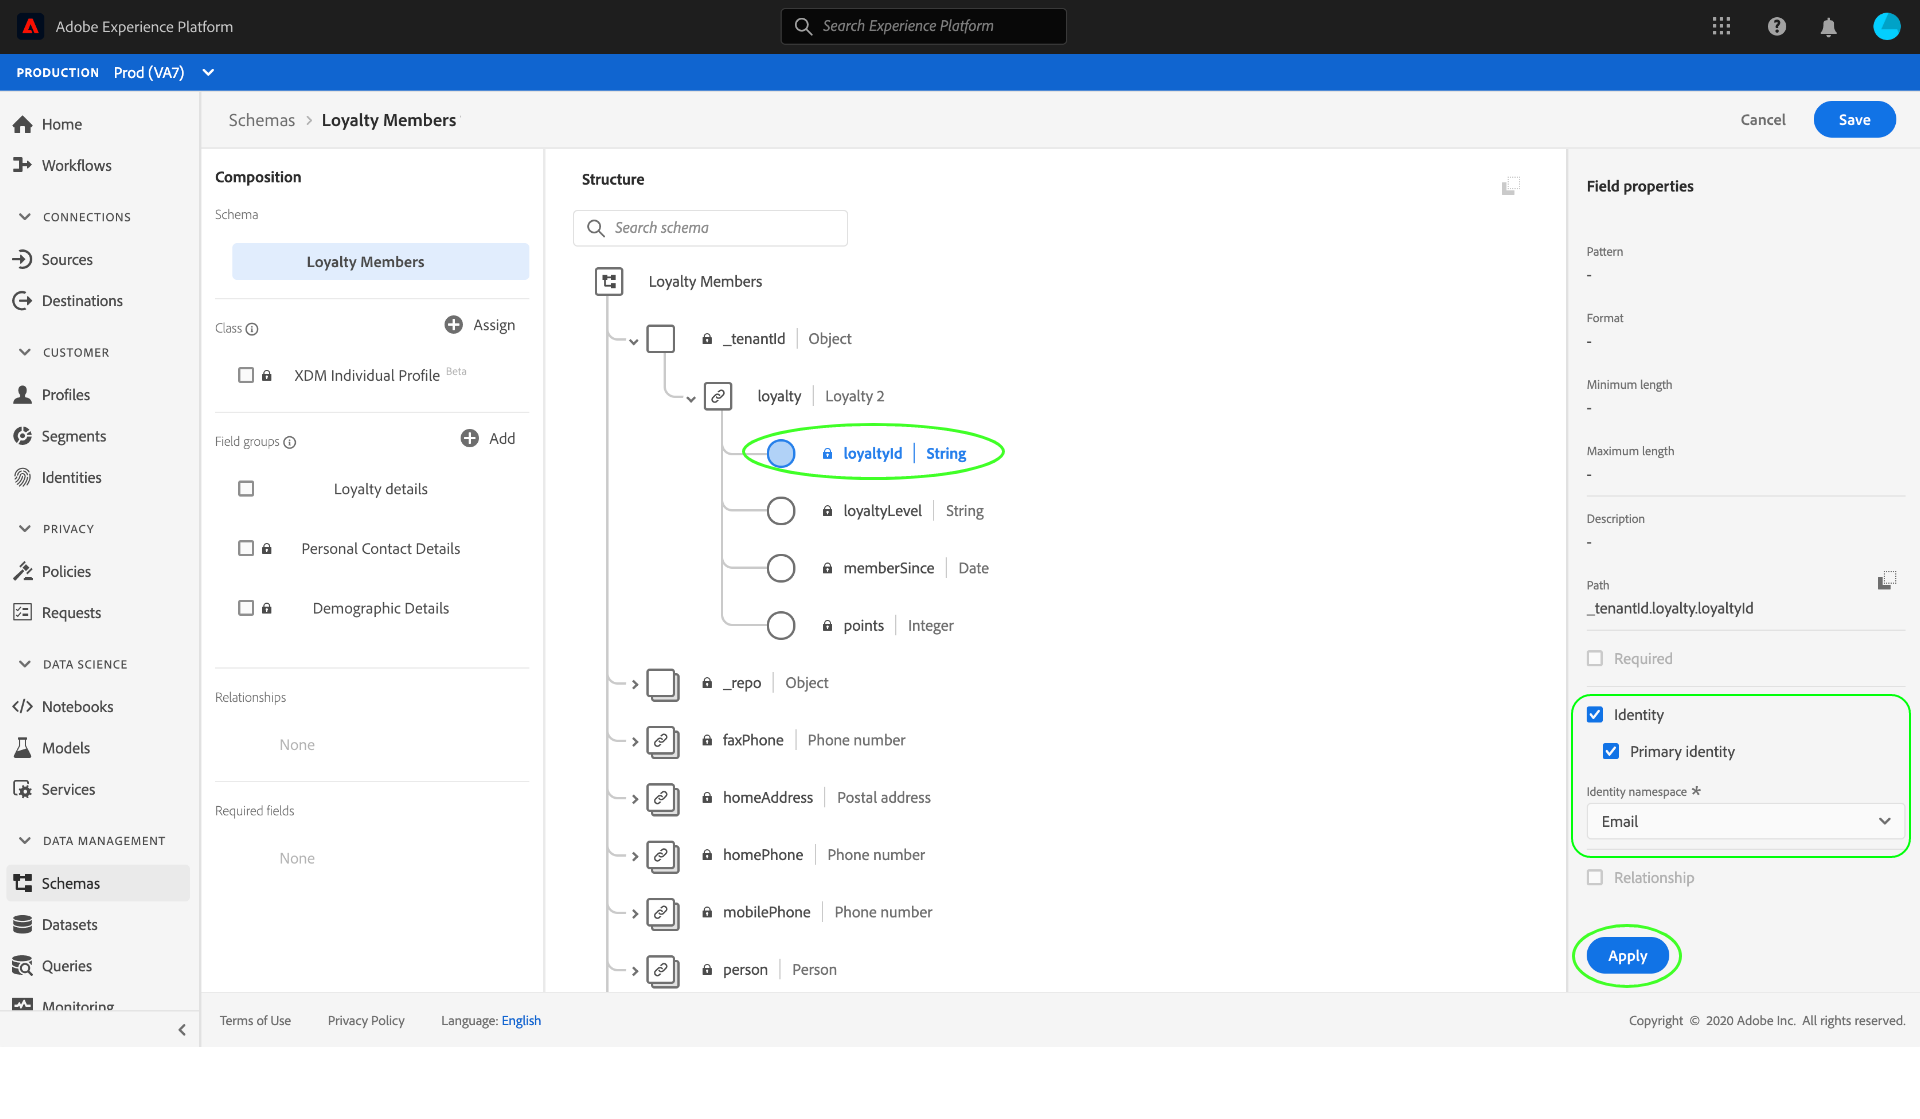 Adobe Experience Platform
Search Experience Platform
PRODUCTION Prod (VA7)
Home
Workflows
CONNECTIONS
Sources
Destinations
CUSTOMER
Profiles
Segments
Identities
PRIVACY
Policies
Requests
DATA SCIENCE
Notebooks
Models
Services
DATA MANAGEMENT
Schemas
Datasets
Queries
Monitoring
Schemas > Loyalty Members
Cancel
Save
Composition
Schema
Loyalty Members
Class
Assign
XDM Individual Profile Beta
Field groups
Add
Loyalty details
Personal Contact Details
Demographic Details
Relationships
None
Required fields
None
Structure
Search schema
Loyalty Members
_tenantId | Object
loyalty | Loyalty 2
loyaltyId | String
loyaltyLevel | String
memberSince | Date
points | Integer
_repo | Object
faxPhone | Phone number
homeAddress | Postal address
homePhone | Phone number
mobilePhone | Phone number
person | Person
Field properties
Pattern
-
Format
-
Minimum length
-
Maximum length
-
Description
-
Path
_tenantId.loyalty.loyaltyId
Required
Identity
Primary identity
Identity namespace *
Email
Relationship
Apply
Terms of Use
Privacy Policy
Language: English
Copyright © 2020 Adobe Inc. All rights reserved.